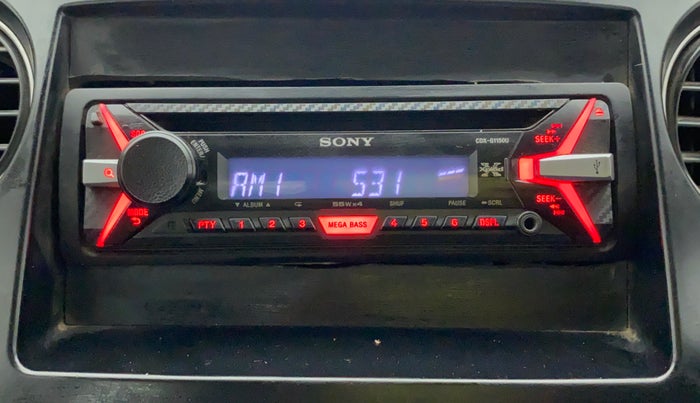 SONY
CDX-G1150U
SEEK+
AM1 531
MODE
SEEK-
▼ ALBUM ▲
55W×4
SHUF
PAUSE
SCRL
PTY 1 2 3 MEGA BASS 4 5 6 DSPL